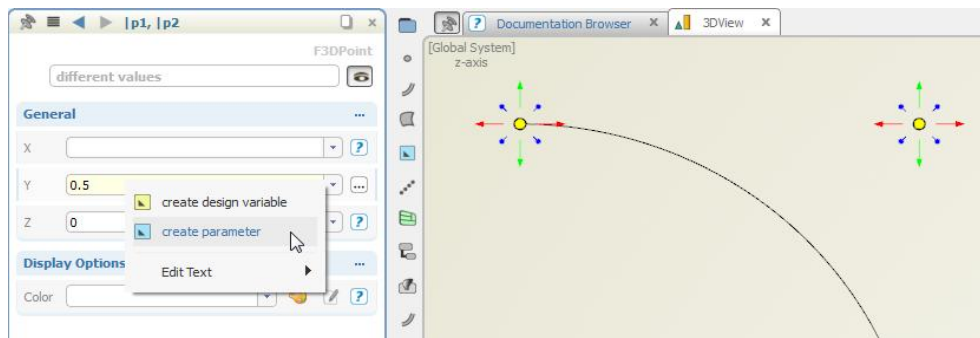 |p1, |p2
F3DPoint
different values
General
...
X
?
Y
0.5
...
Z
0
?
create design variable
create parameter
Edit Text
Display Options
...
Color
?
? Documentation Browser x
3DView x
[Global System]
z-axis